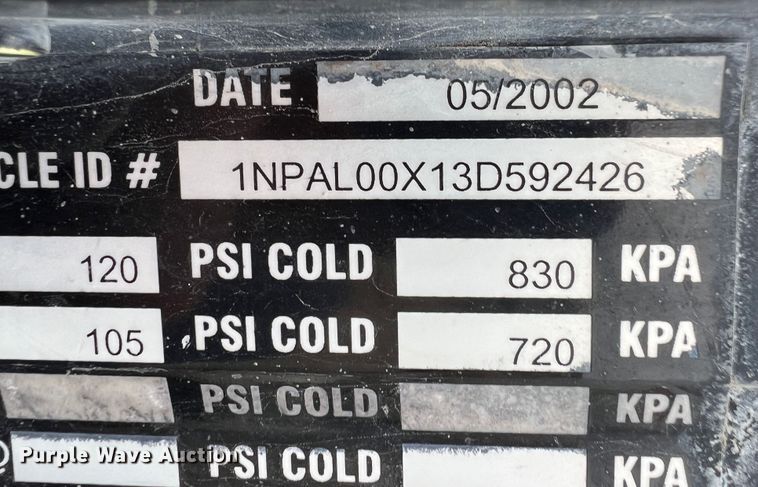 DATE 05/2002
CLE ID # 1NPAL00X13D592426
120 PSI COLD 830 KPA
105 PSI COLD 720 KPA
PSI COLD KPA
PSI COLD KPA
Purple Wave Auction